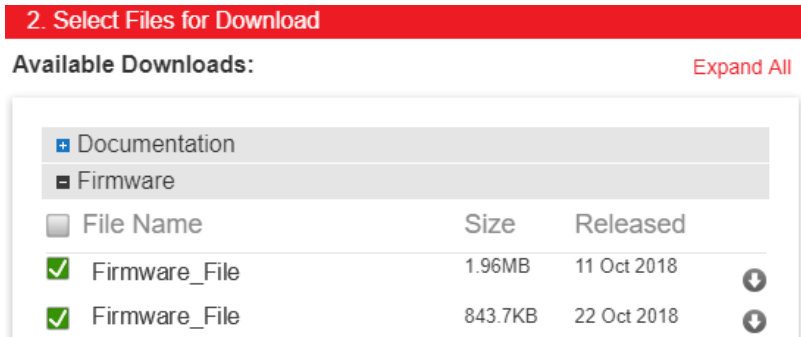 2. Select Files for Download
Available Downloads:
Expand All
Documentation
Firmware
File Name Size Released
Firmware_File 1.96MB 11 Oct 2018
Firmware_File 843.7KB 22 Oct 2018